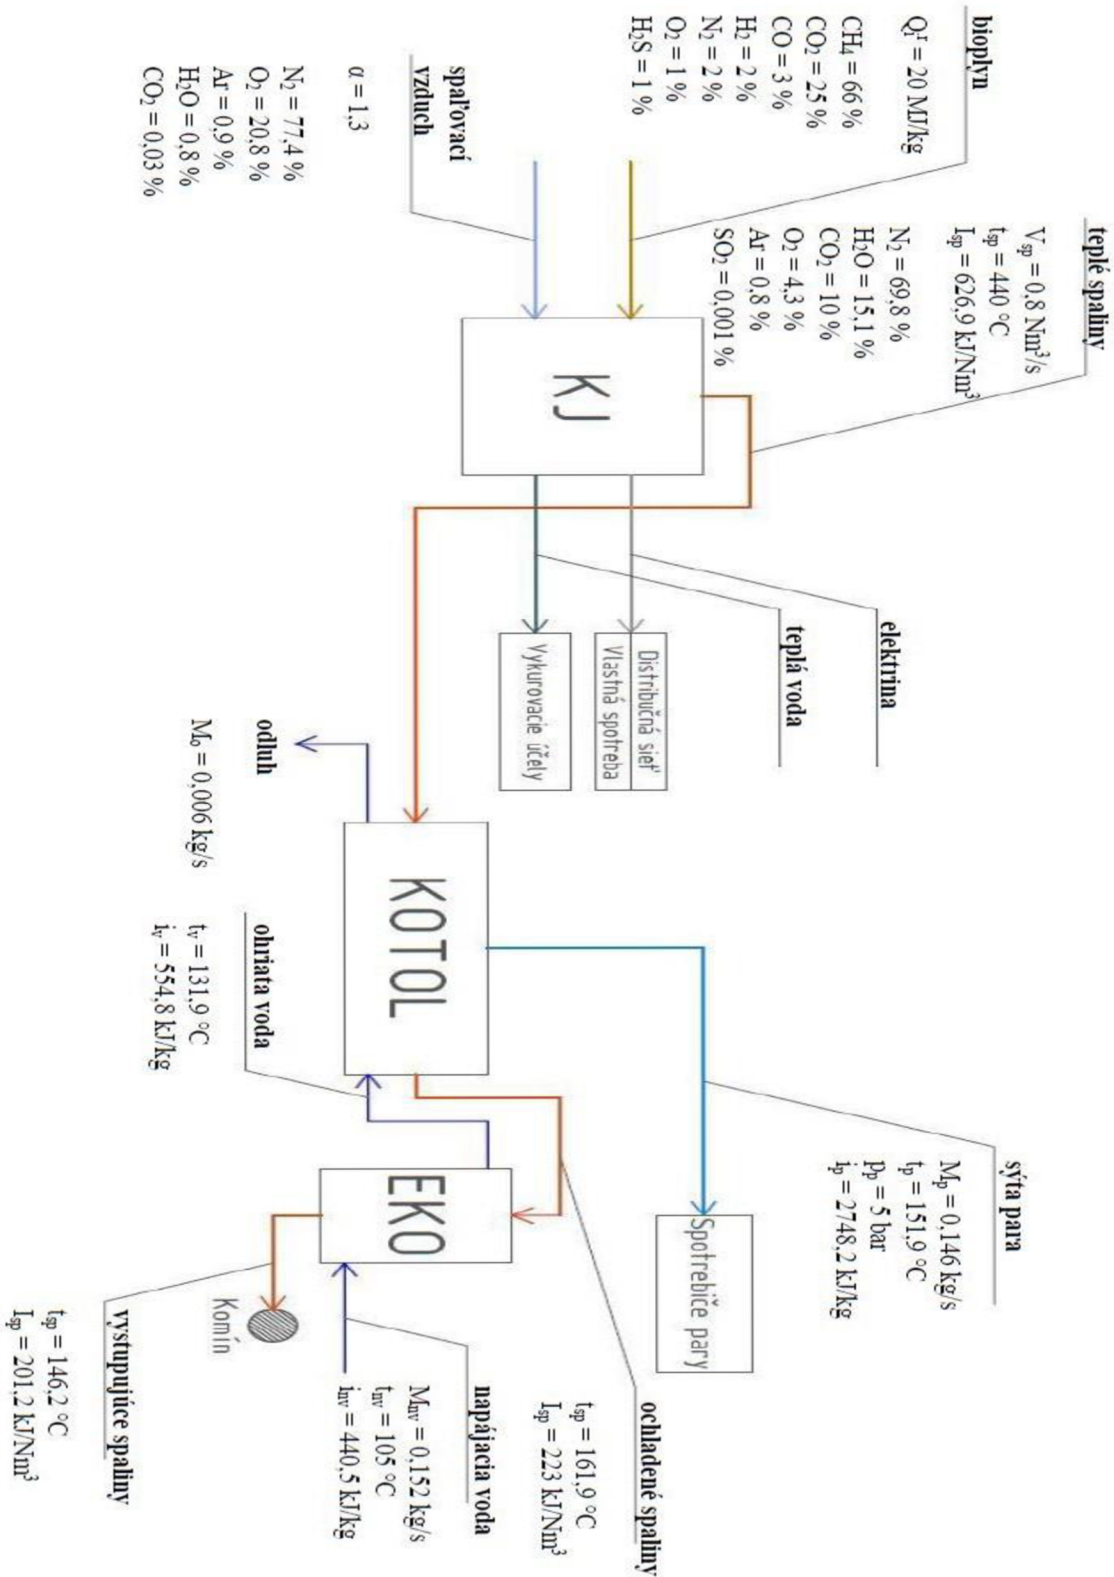 bioplyn
Qᵢʳ = 20 MJ/kg
CH₄ = 66 %
CO₂ = 25 %
CO = 3 %
H₂ = 2 %
N₂ = 2 %
O₂ = 1 %
H₂S = 1 %
spaľovací
vzduch
α = 1,3
N₂ = 77,4 %
O₂ = 20,8 %
Ar = 0,9 %
H₂O = 0,8 %
CO₂ = 0,03 %
teplé spaliny
Vsp = 0,8 Nm³/s
tsp = 440 °C
Isp = 626,9 kJ/Nm³
N₂ = 69,8 %
H₂O = 15,1 %
CO₂ = 10 %
O₂ = 4,3 %
Ar = 0,8 %
SO₂ = 0,001 %
KJ
elektrina
teplá voda
Distribučná sieť
Vlastná spotreba
Vykurovacie účely
odluh
Mo = 0,006 kg/s
KOTOL
ohriata voda
tv = 131,9 °C
iv = 554,8 kJ/kg
sýta para
Mp = 0,146 kg/s
tp = 151,9 °C
pp = 5 bar
ip = 2748,2 kJ/kg
Spotrebiče pary
EKO
ochladené spaliny
tsp = 161,9 °C
Isp = 223 kJ/Nm³
napájacia voda
Mnv = 0,152 kg/s
tnv = 105 °C
inv = 440,5 kJ/kg
Komín
vystupujúce spaliny
tsp = 146,2 °C
Isp = 201,2 kJ/Nm³